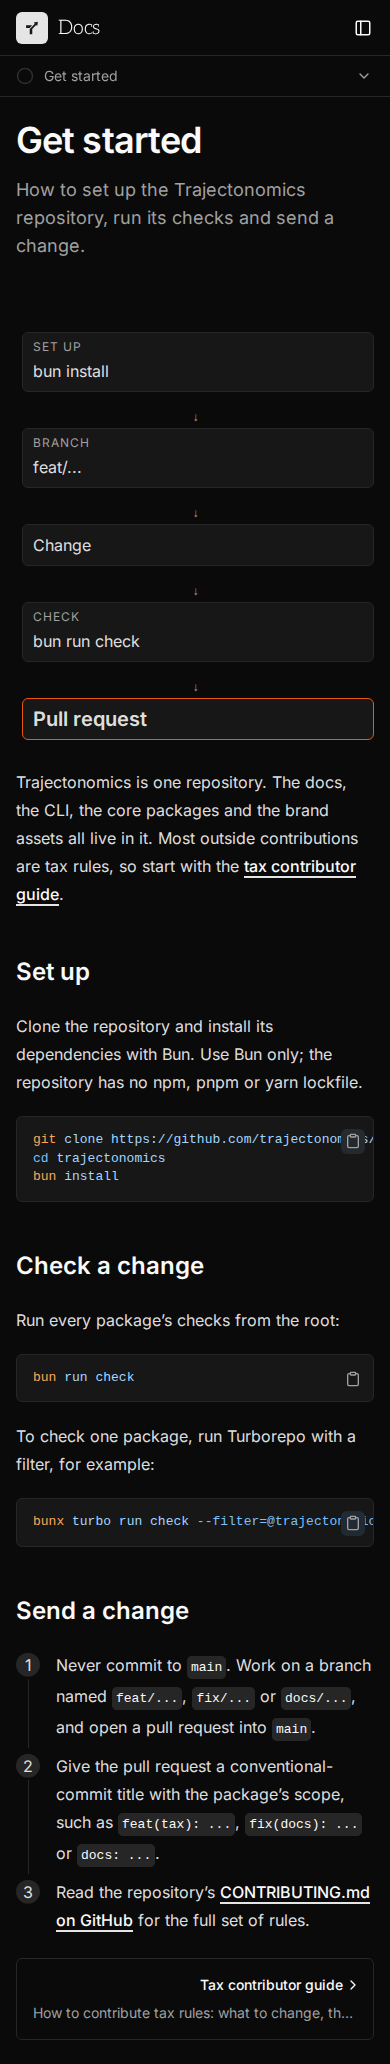 Docs
Get started
Get started
How to set up the Trajectonomics
repository, run its checks and send a
change.
SET UP
bun install
↓
BRANCH
feat/...
↓
Change
↓
CHECK
bun run check
↓
Pull request
Trajectonomics is one repository. The docs,
the CLI, the core packages and the brand
assets all live in it. Most outside contributions
are tax rules, so start with the tax contributor
guide.
Set up
Clone the repository and install its
dependencies with Bun. Use Bun only; the
repository has no npm, pnpm or yarn lockfile.
git clone https://github.com/trajectonomics/
cd trajectonomics
bun install
Check a change
Run every package's checks from the root:
bun run check
To check one package, run Turborepo with a
filter, for example:
bunx turbo run check --filter=@trajectonomic
Send a change
1 Never commit to main. Work on a branch
named feat/..., fix/... or docs/...,
and open a pull request into main.
2 Give the pull request a conventional-
commit title with the package's scope,
such as feat(tax): ..., fix(docs): ...
or docs: ....
3 Read the repository's CONTRIBUTING.md
on GitHub for the full set of rules.
Tax contributor guide
How to contribute tax rules: what to change, th...